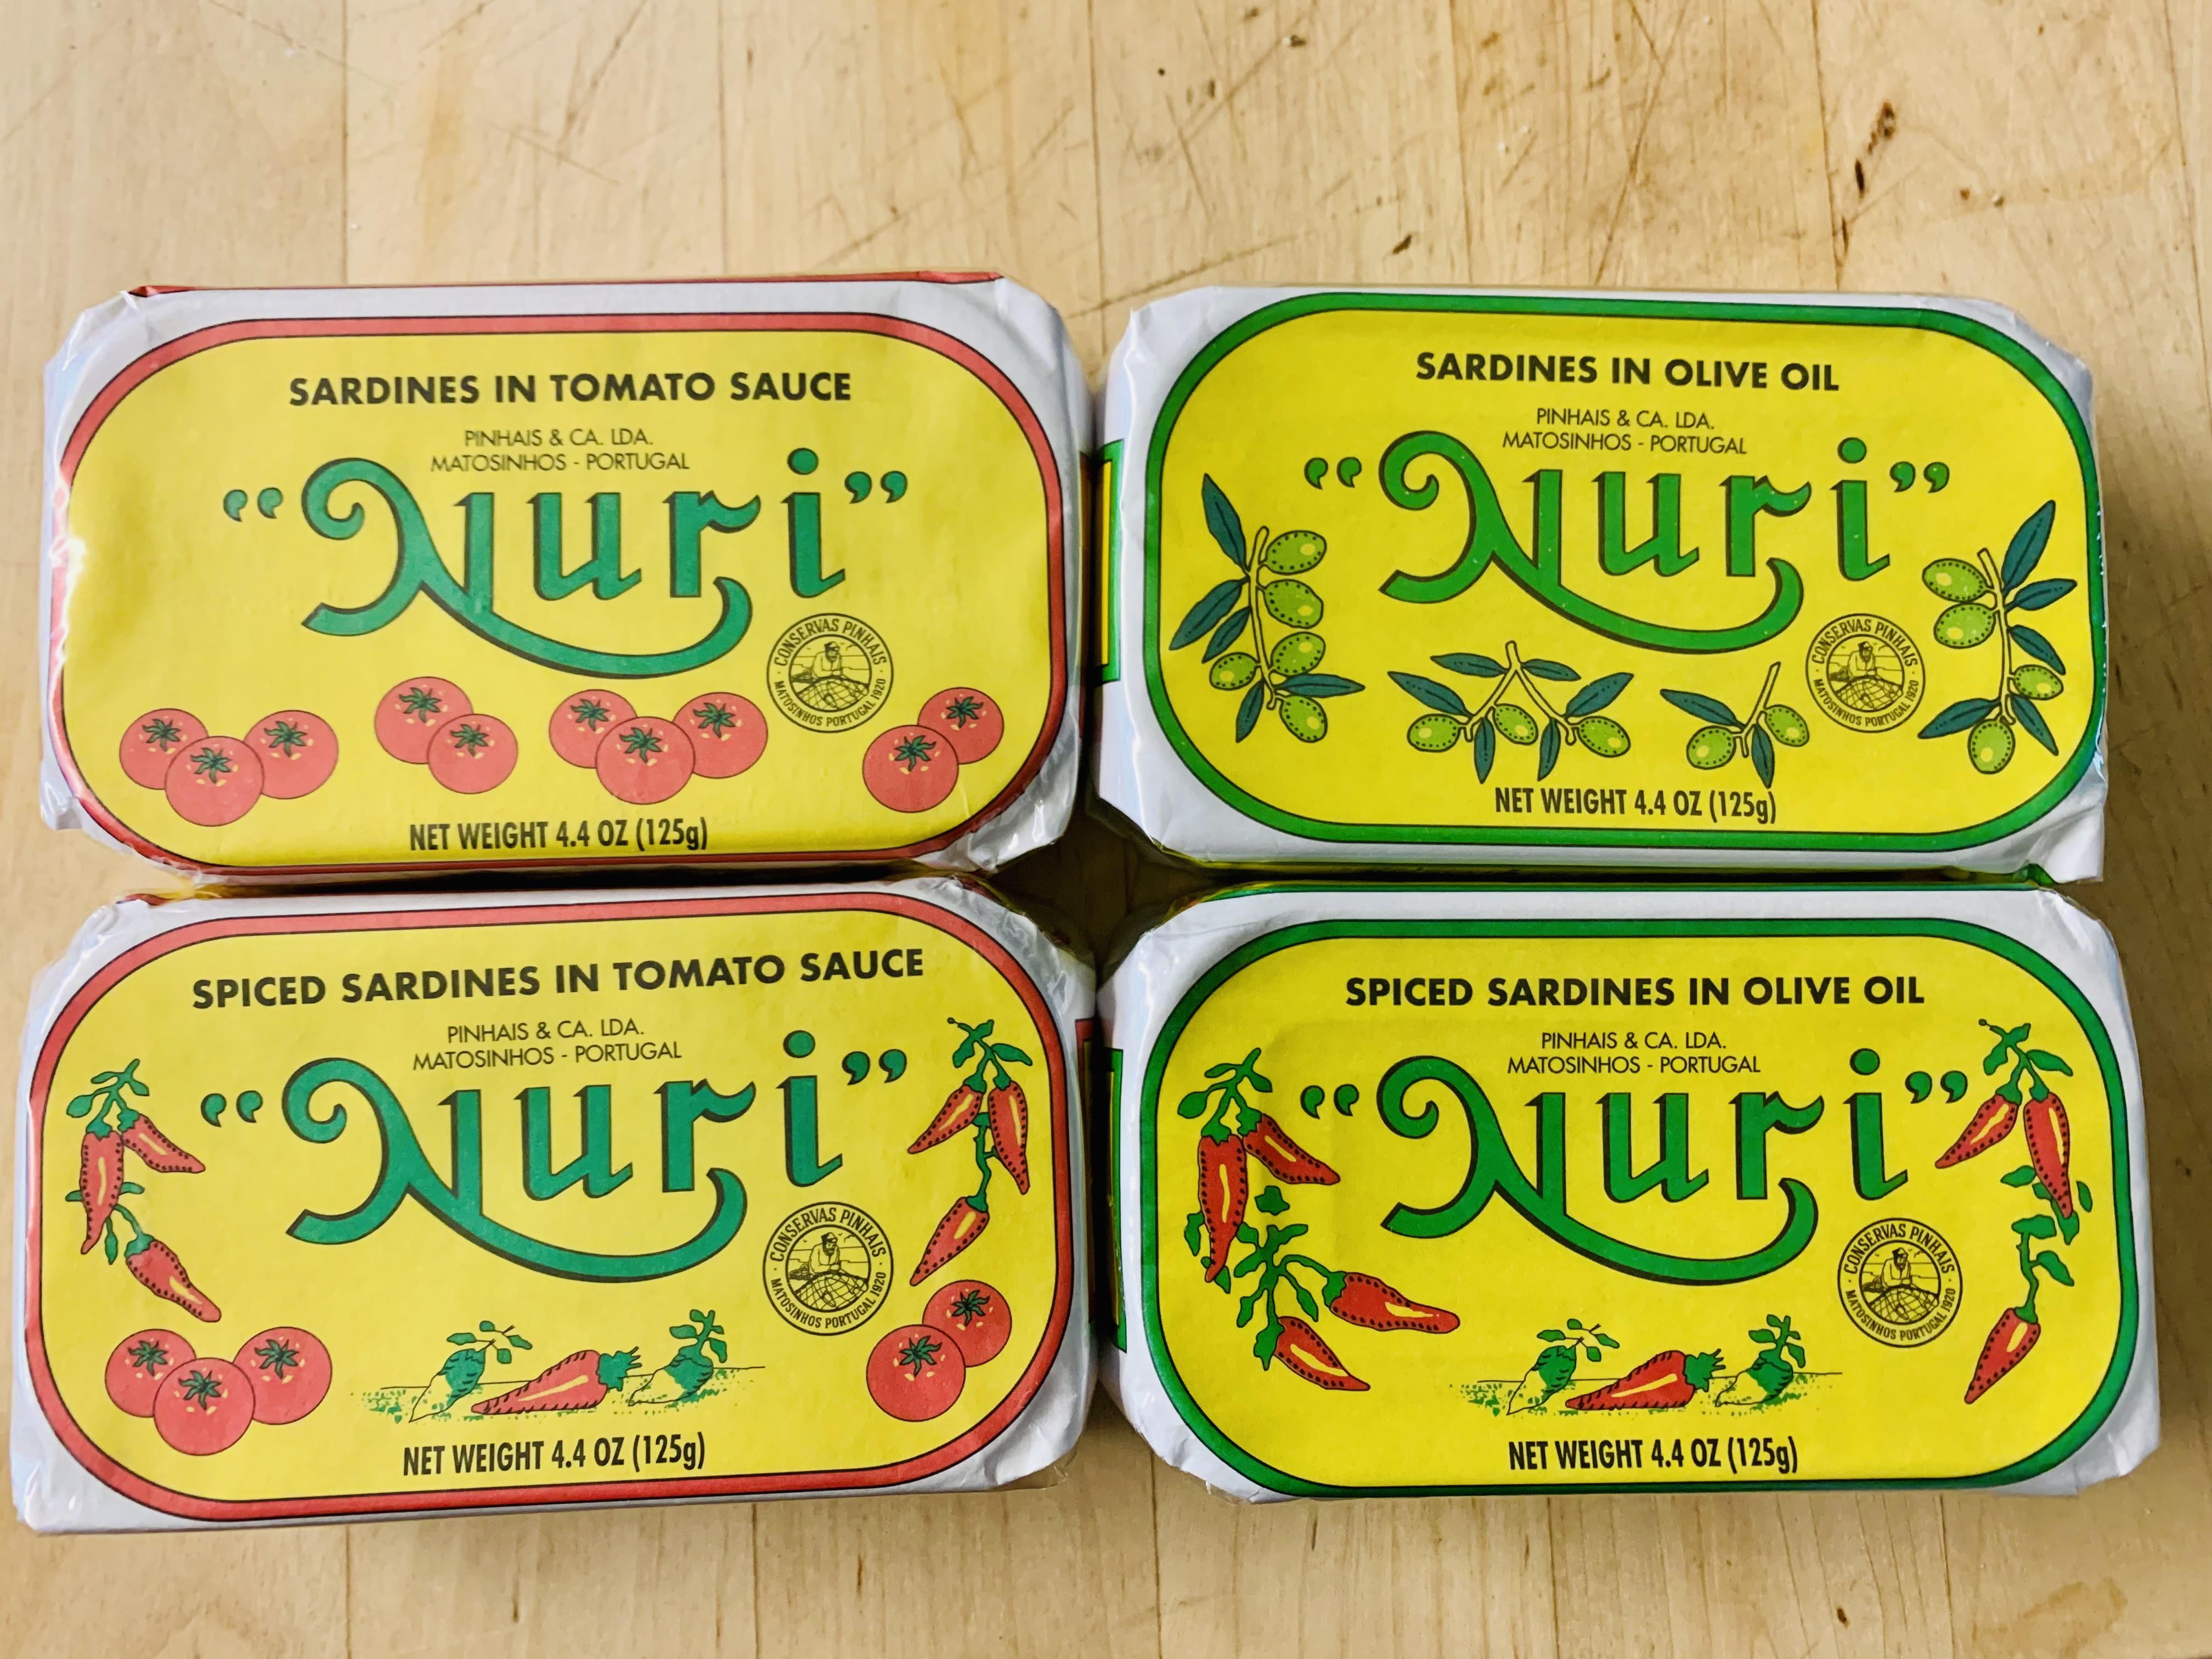 SARDINES IN TOMATO SAUCE
PINHAIS & CA. LDA.
MATOSINHOS - PORTUGAL
“Nuri”
CONSERVAS PINHAIS
MATOSINHOS PORTUGAL 1920
NET WEIGHT 4.4 OZ (125g)
SARDINES IN OLIVE OIL
PINHAIS & CA. LDA.
MATOSINHOS - PORTUGAL
“Nuri”
CONSERVAS PINHAIS
MATOSINHOS PORTUGAL 1920
NET WEIGHT 4.4 OZ (125g)
SPICED SARDINES IN TOMATO SAUCE
PINHAIS & CA. LDA.
MATOSINHOS - PORTUGAL
“Nuri”
CONSERVAS PINHAIS
MATOSINHOS PORTUGAL 1920
NET WEIGHT 4.4 OZ (125g)
SPICED SARDINES IN OLIVE OIL
PINHAIS & CA. LDA.
MATOSINHOS - PORTUGAL
“Nuri”
CONSERVAS PINHAIS
MATOSINHOS PORTUGAL 1920
NET WEIGHT 4.4 OZ (125g)